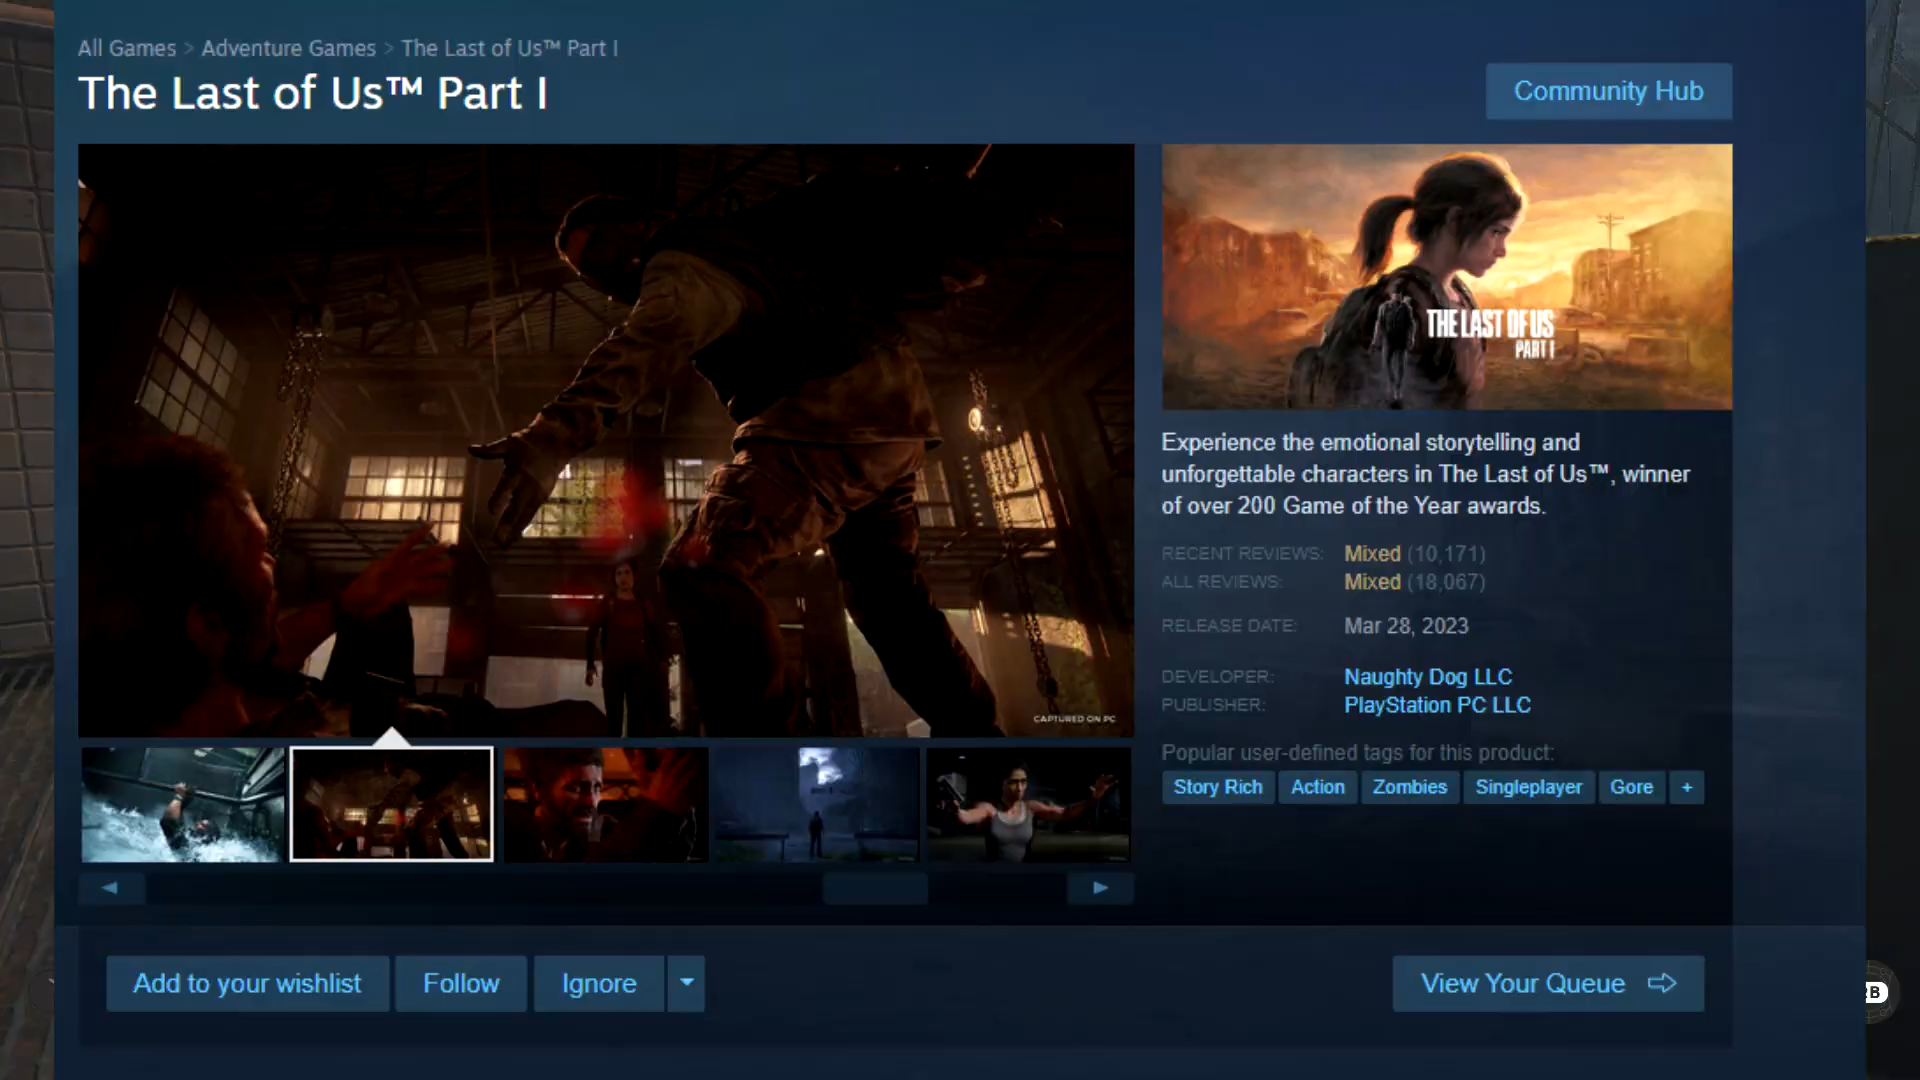 All Games > Adventure Games > The Last of Us™ Part I
The Last of Us™ Part I
Community Hub
CAPTURED ON PC
THE LAST OF US
PART I
Experience the emotional storytelling and
unforgettable characters in The Last of Us™, winner
of over 200 Game of the Year awards.
RECENT REVIEWS: Mixed (10,171)
ALL REVIEWS: Mixed (18,067)
RELEASE DATE: Mar 28, 2023
DEVELOPER: Naughty Dog LLC
PUBLISHER: PlayStation PC LLC
Popular user-defined tags for this product:
Story Rich Action Zombies Singleplayer Gore +
Add to your wishlist Follow Ignore View Your Queue